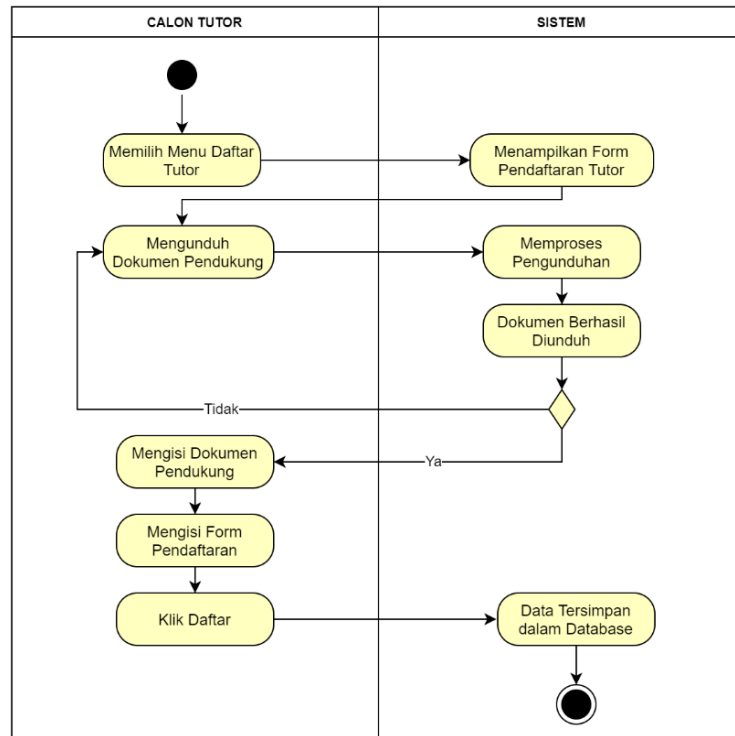 CALON TUTOR
SISTEM
Memilih Menu Daftar
Tutor
Menampilkan Form
Pendaftaran Tutor
Mengunduh
Dokumen Pendukung
Memproses
Pengunduhan
Dokumen Berhasil
Diunduh
Tidak
Ya
Mengisi Dokumen
Pendukung
Mengisi Form
Pendaftaran
Klik Daftar
Data Tersimpan
dalam Database